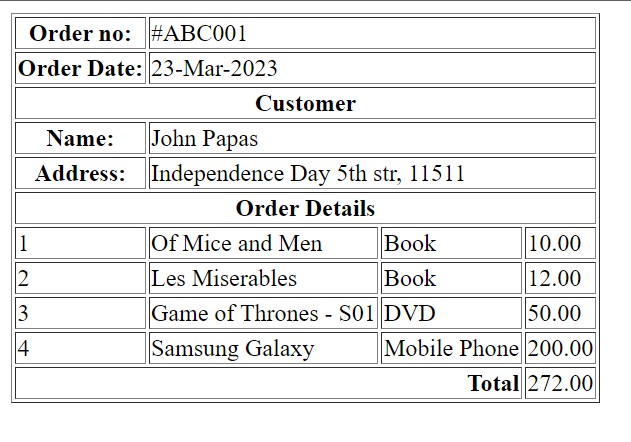 Order no: #ABC001
Order Date: 23-Mar-2023
Customer
Name: John Papas
Address: Independence Day 5th str, 11511
Order Details
1 Of Mice and Men Book 10.00
2 Les Miserables Book 12.00
3 Game of Thrones - S01 DVD 50.00
4 Samsung Galaxy Mobile Phone 200.00
Total 272.00